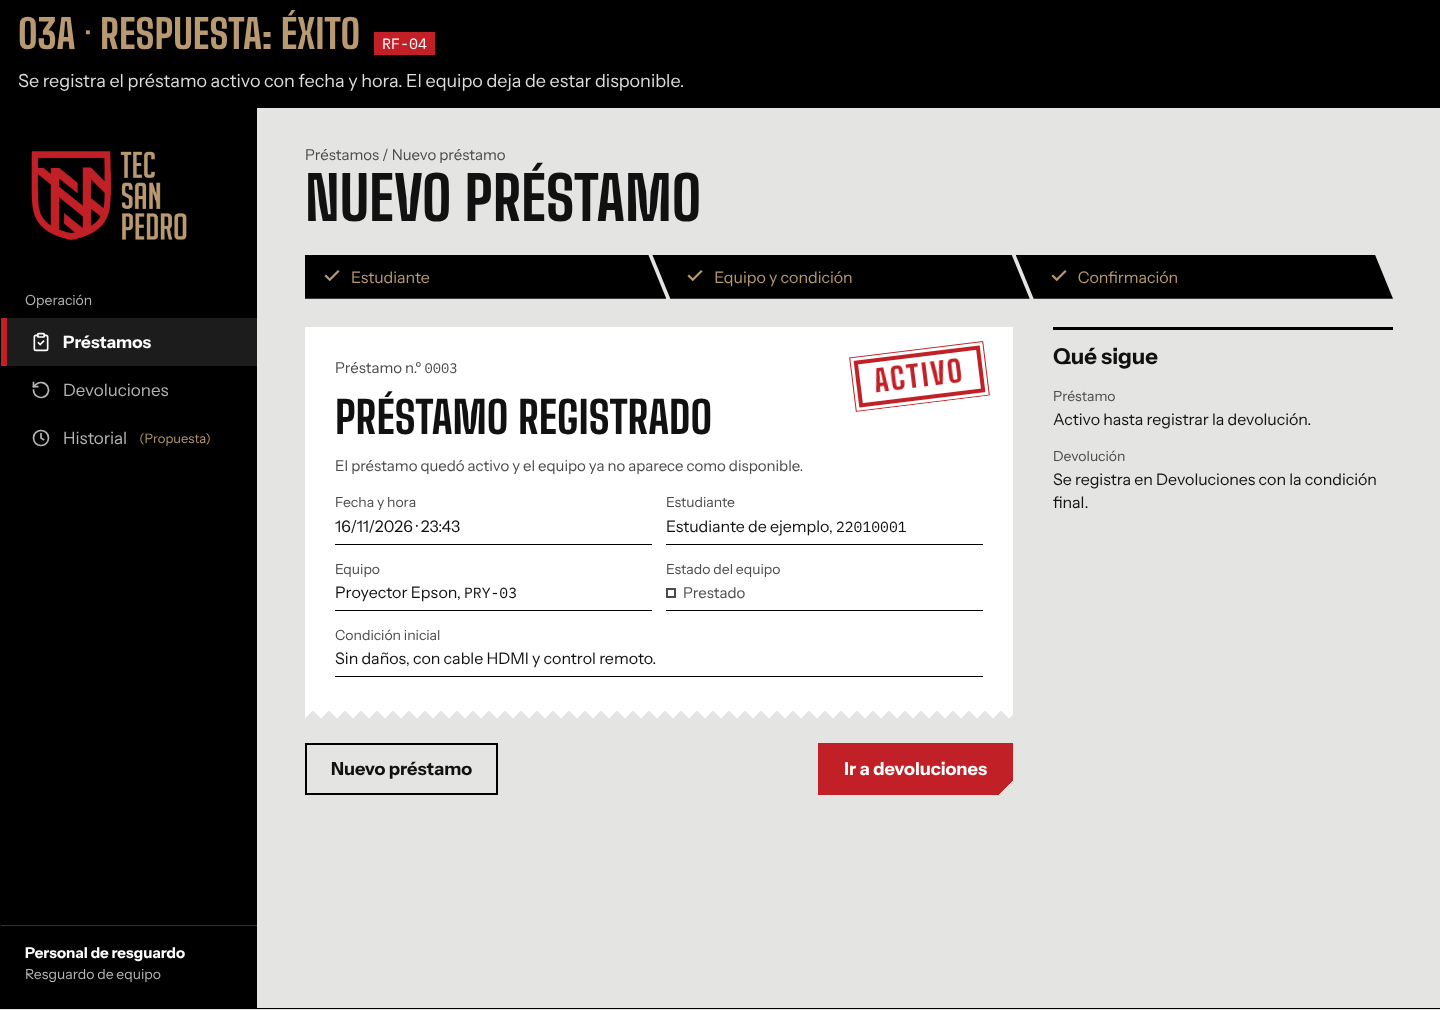 03A · RESPUESTA: ÉXITO RF-04
Se registra el préstamo activo con fecha y hora. El equipo deja de estar disponible.
TEC
SAN
PEDRO
Operación
Préstamos
Devoluciones
Historial (Propuesta)
Personal de resguardo
Resguardo de equipo
Préstamos / Nuevo préstamo
NUEVO PRÉSTAMO
Estudiante
Equipo y condición
Confirmación
Préstamo n.º 0003
ACTIVO
PRÉSTAMO REGISTRADO
El préstamo quedó activo y el equipo ya no aparece como disponible.
Fecha y hora
16/11/2026 · 23:43
Estudiante
Estudiante de ejemplo, 22010001
Equipo
Proyector Epson, PRY-03
Estado del equipo
Prestado
Condición inicial
Sin daños, con cable HDMI y control remoto.
Nuevo préstamo
Ir a devoluciones
Qué sigue
Préstamo
Activo hasta registrar la devolución.
Devolución
Se registra en Devoluciones con la condición
final.